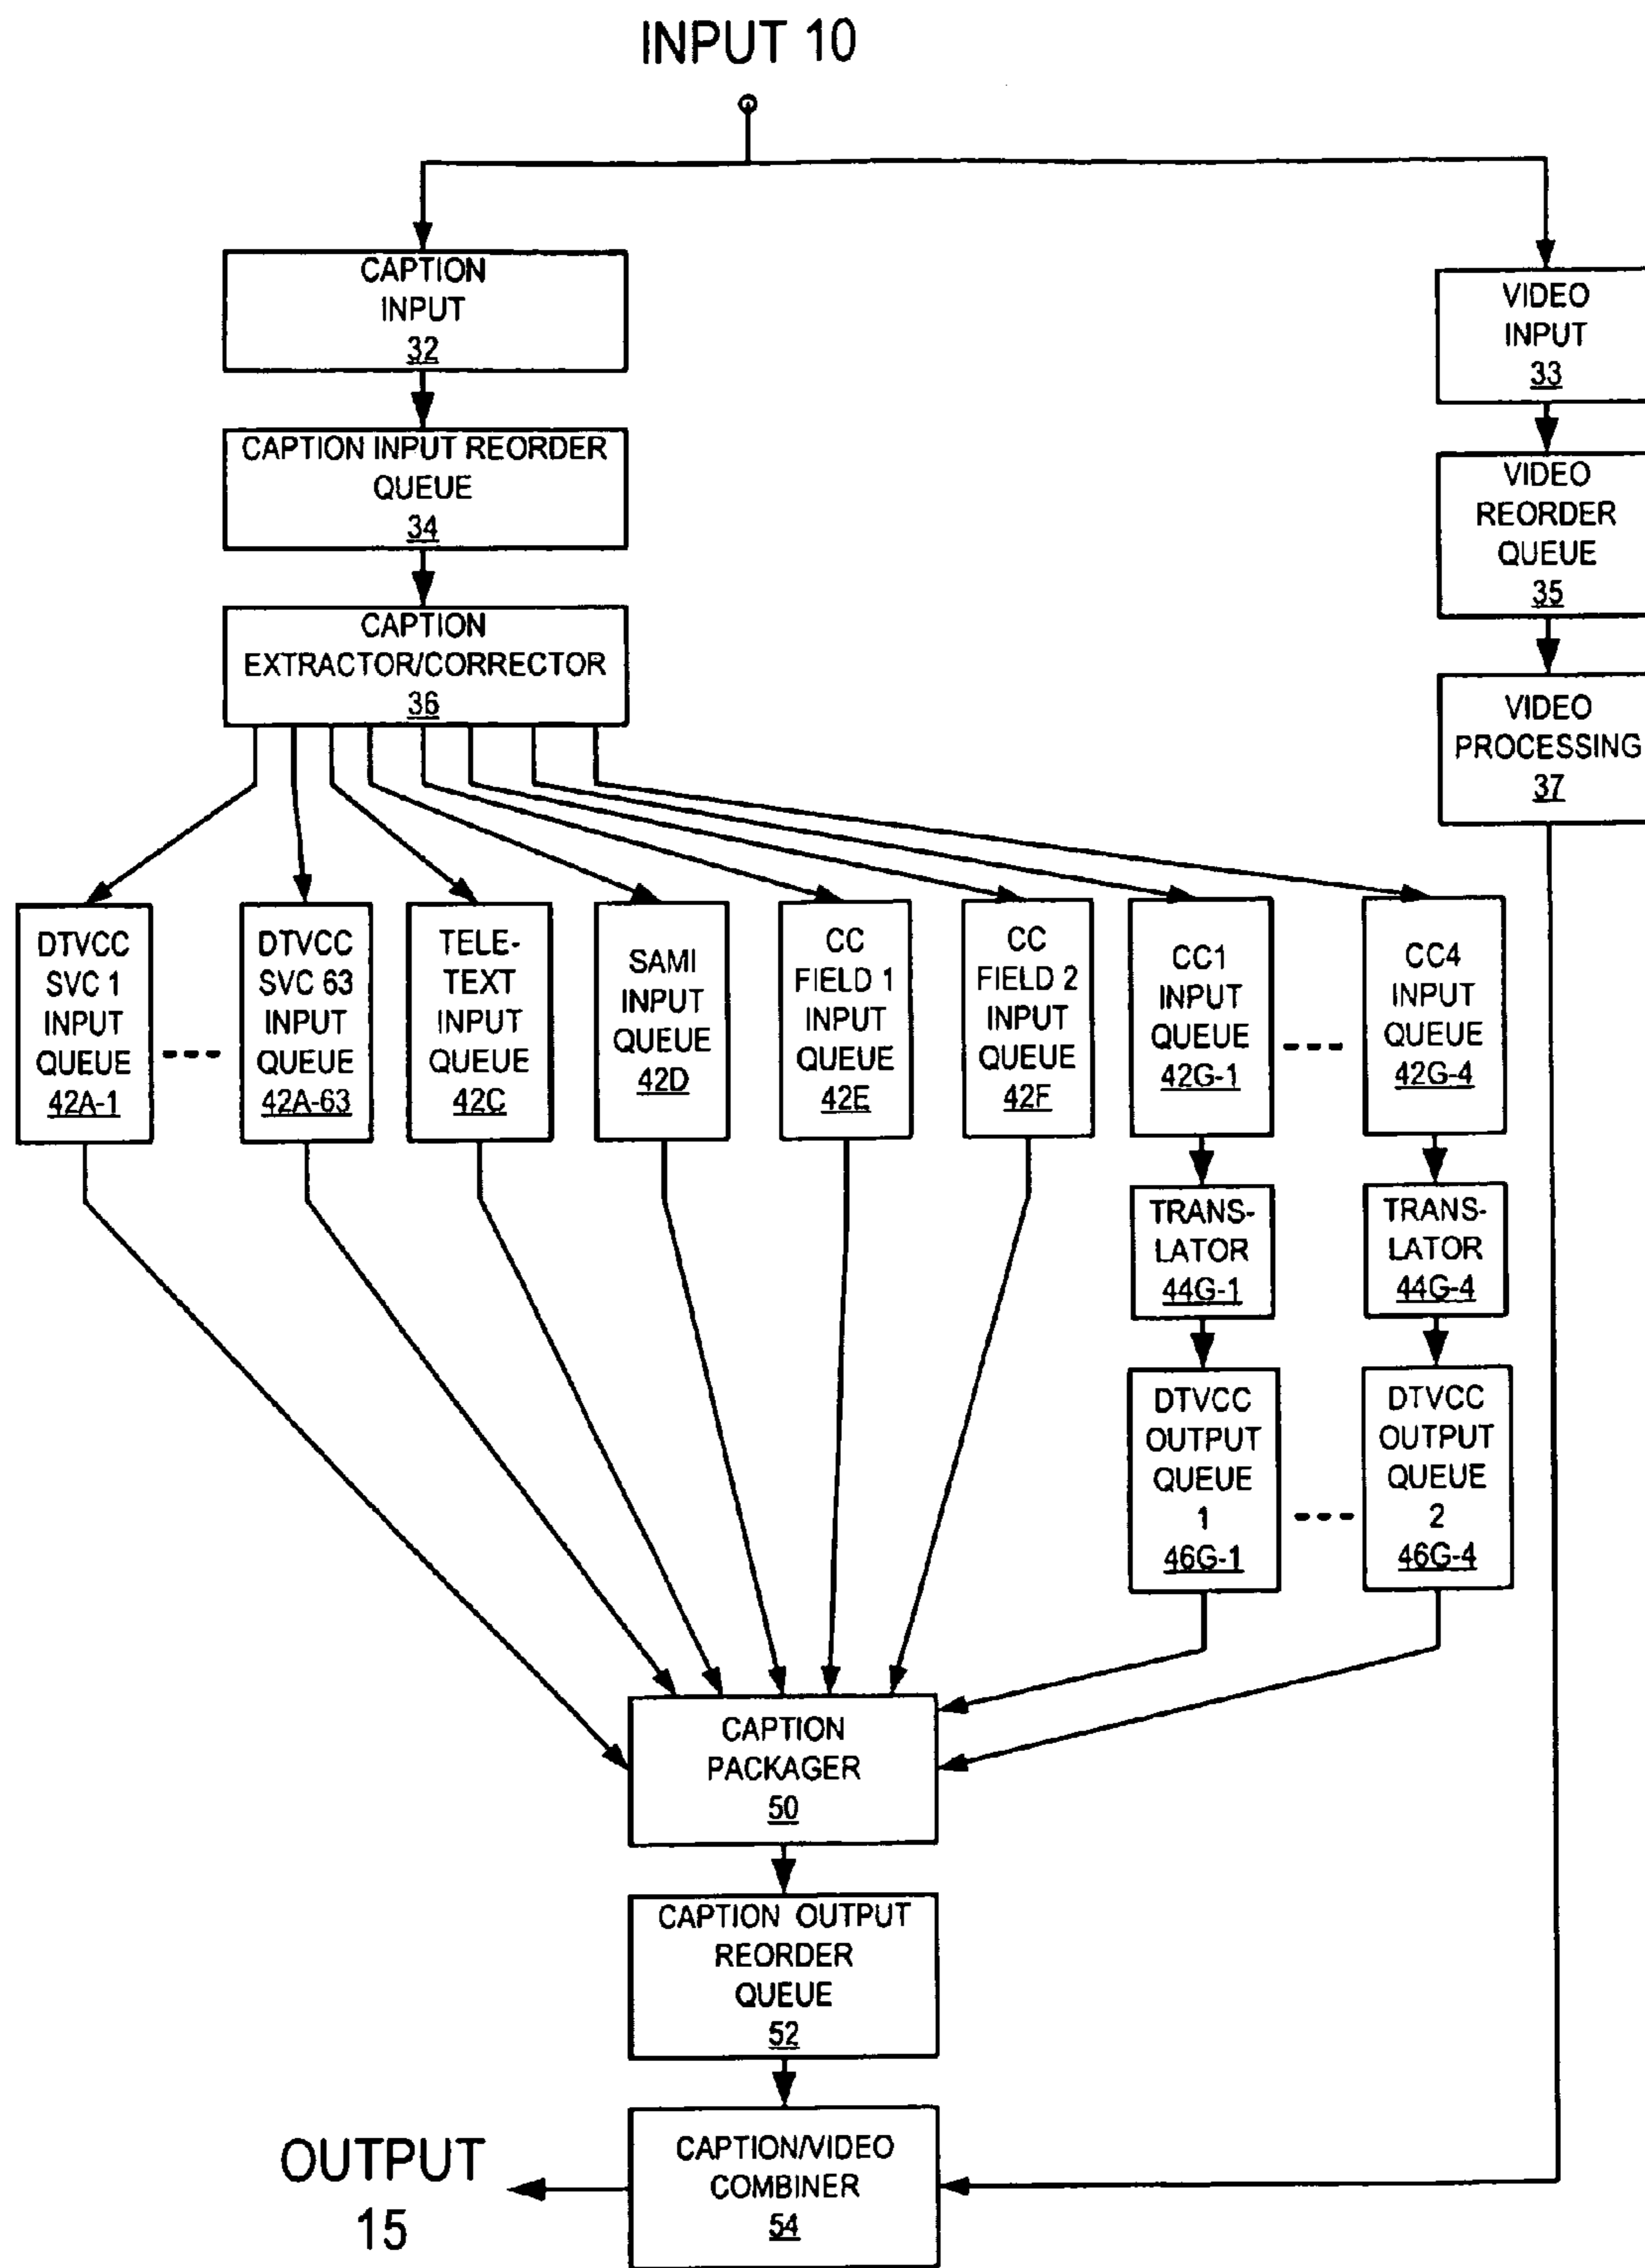 INPUT 10
CAPTION
INPUT
32
VIDEO
INPUT
33
CAPTION INPUT REORDER
QUEUE
34
VIDEO
REORDER
QUEUE
35
CAPTION
EXTRACTOR/CORRECTOR
36
VIDEO
PROCESSING
37
DTVCC
SVC 1
INPUT
QUEUE
42A-1
DTVCC
SVC 63
INPUT
QUEUE
42A-63
TELE-
TEXT
INPUT
QUEUE
42C
SAMI
INPUT
QUEUE
42D
CC
FIELD 1
INPUT
QUEUE
42E
CC
FIELD 2
INPUT
QUEUE
42F
CC1
INPUT
QUEUE
42G-1
CC4
INPUT
QUEUE
42G-4
TRANS-
LATOR
44G-1
TRANS-
LATOR
44G-4
DTVCC
OUTPUT
QUEUE
1
46G-1
DTVCC
OUTPUT
QUEUE
2
46G-4
CAPTION
PACKAGER
50
CAPTION OUTPUT
REORDER
QUEUE
52
CAPTION/VIDEO
COMBINER
54
OUTPUT
15